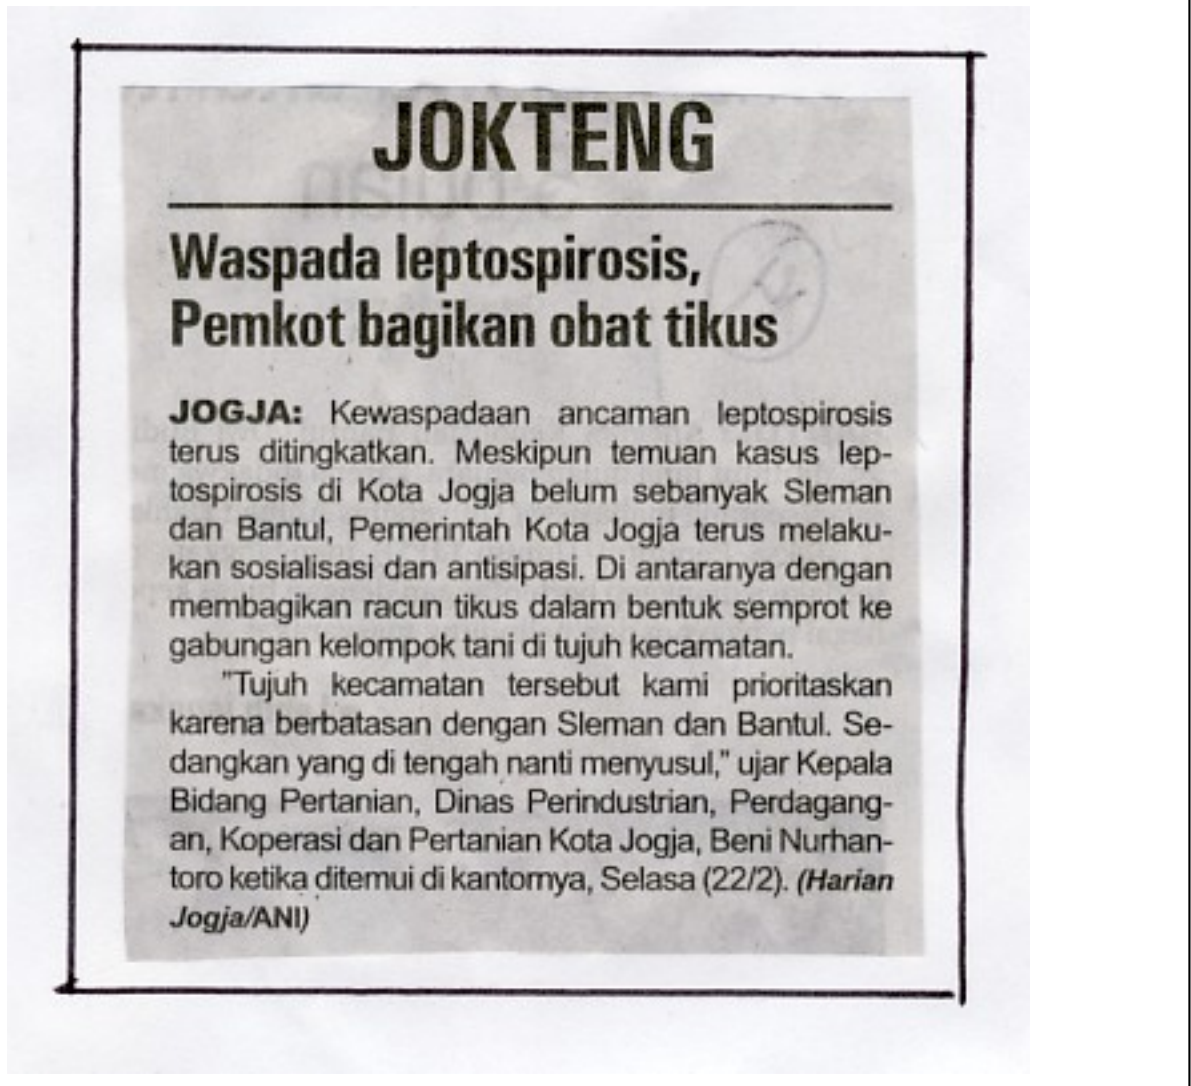 JOKTENG
Waspada leptospirosis,
Pemkot bagikan obat tikus
JOGJA: Kewaspadaan ancaman leptospirosis
terus ditingkatkan. Meskipun temuan kasus lep-
tospirosis di Kota Jogja belum sebanyak Sleman
dan Bantul, Pemerintah Kota Jogja terus melaku-
kan sosialisasi dan antisipasi. Di antaranya dengan
membagikan racun tikus dalam bentuk semprot ke
gabungan kelompok tani di tujuh kecamatan.
"Tujuh kecamatan tersebut kami prioritaskan
karena berbatasan dengan Sleman dan Bantul. Se-
dangkan yang di tengah nanti menyusul," ujar Kepala
Bidang Pertanian, Dinas Perindustrian, Perdagang-
an, Koperasi dan Pertanian Kota Jogja, Beni Nurhan-
toro ketika ditemui di kantornya, Selasa (22/2). (Harian
Jogja/ANI)